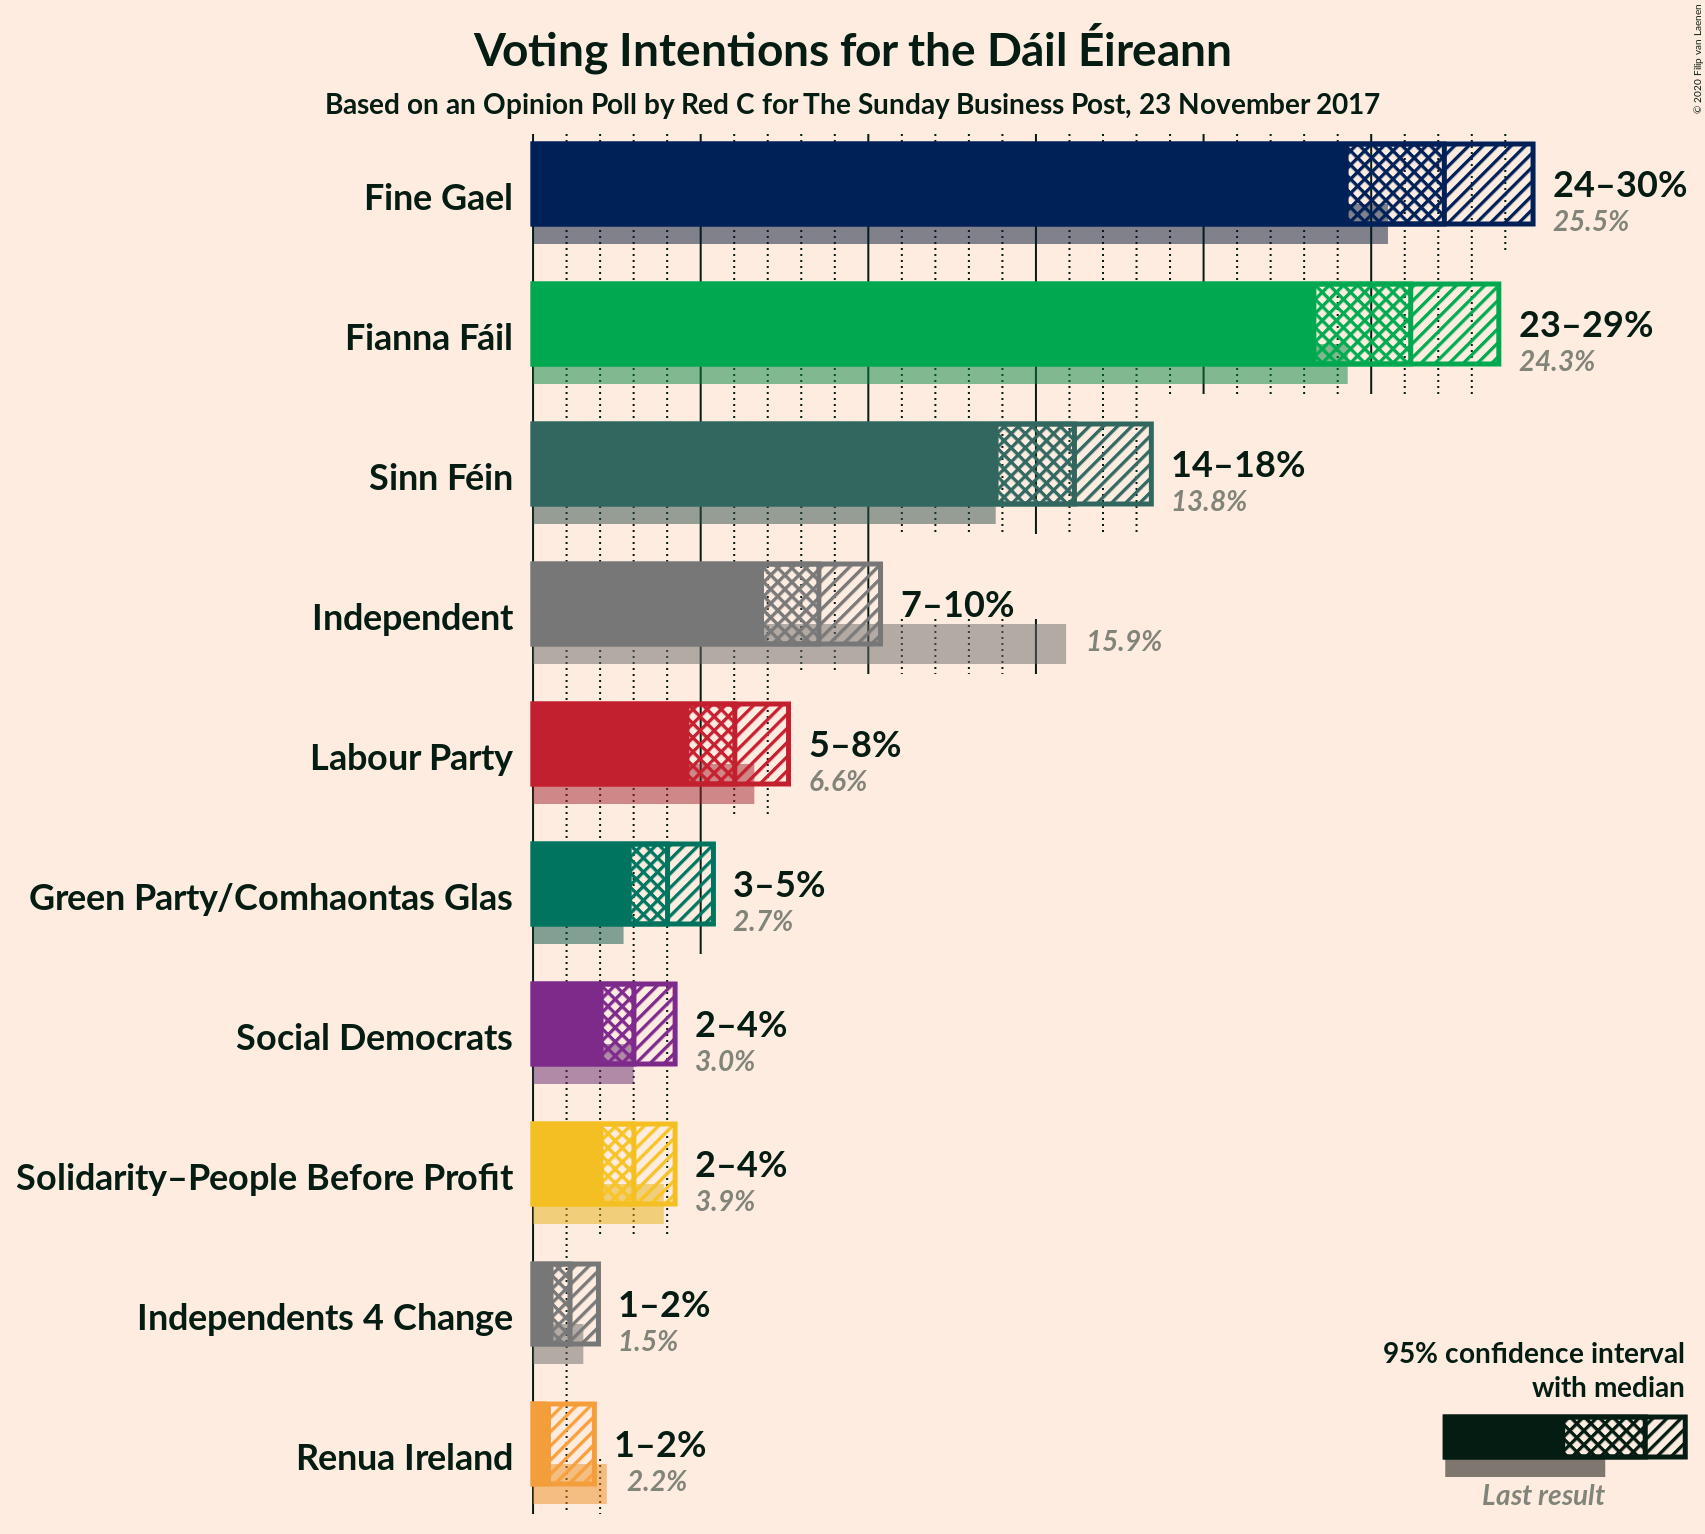 Voting Intentions for the Dáil Éireann
Based on an Opinion Poll by Red C for The Sunday Business Post, 23 November 2017
© 2020 Filip van Laenen
Fine Gael
24–30%
25.5%
Fianna Fáil
23–29%
24.3%
Sinn Féin
14–18%
13.8%
Independent
7–10%
15.9%
Labour Party
5–8%
6.6%
Green Party/Comhaontas Glas
3–5%
2.7%
Social Democrats
2–4%
3.0%
Solidarity–People Before Profit
2–4%
3.9%
Independents 4 Change
1–2%
1.5%
Renua Ireland
1–2%
2.2%
95% confidence interval
with median
Last result